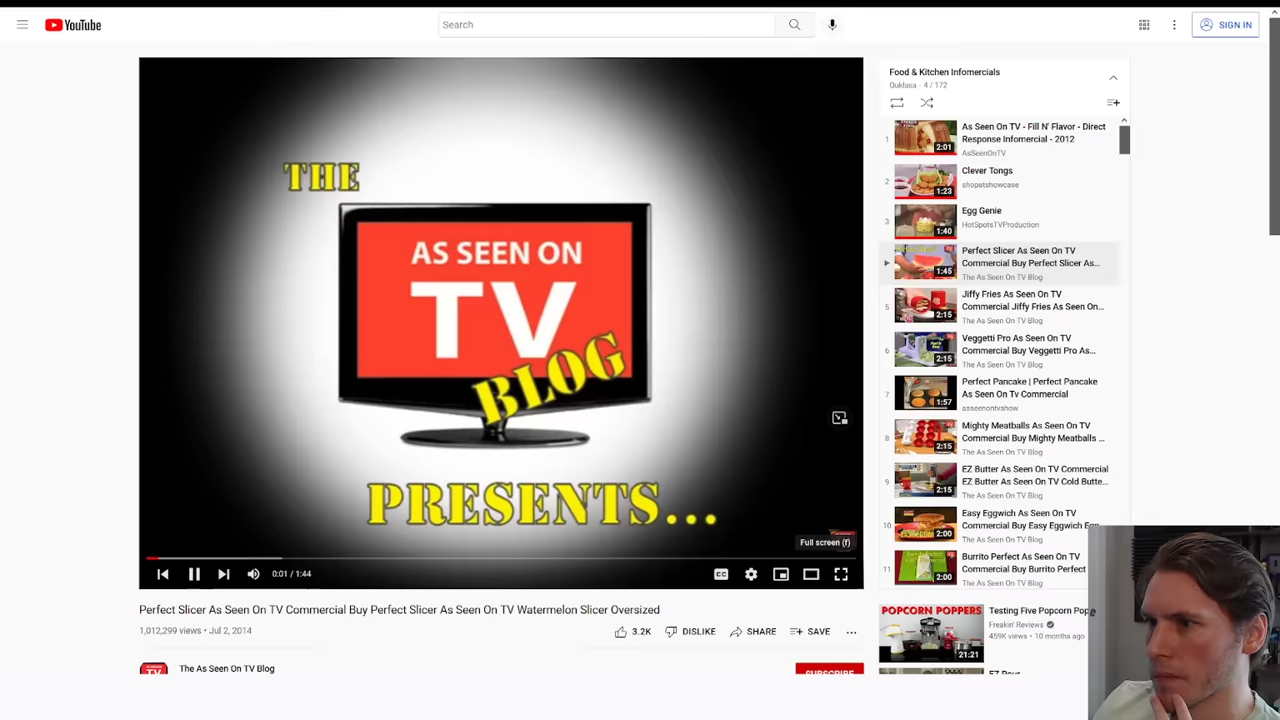 YouTube
Search
SIGN IN
THE
AS SEEN ON
TV
BLOG
PRESENTS...
Full screen (f)
0:01 / 1:44
CC
Perfect Slicer As Seen On TV Commercial Buy Perfect Slicer As Seen On TV Watermelon Slicer Oversized
1,012,299 views • Jul 2, 2014
3.2K
DISLIKE
SHARE
SAVE
The As Seen On TV Blog
SUBSCRIBE
Food & Kitchen Infomercials
Quklasa - 4 / 172
1
2:01
As Seen On TV - Fill N' Flavor - Direct
Response Infomercial - 2012
AsSeenOnTV
2
1:23
Clever Tongs
shopatshowcase
3
1:40
Egg Genie
HotSpotsTVProduction
1:45
Perfect Slicer As Seen On TV
Commercial Buy Perfect Slicer As...
The As Seen On TV Blog
5
2:15
Jiffy Fries As Seen On TV
Commercial Jiffy Fries As Seen On...
The As Seen On TV Blog
6
2:15
Veggetti Pro As Seen On TV
Commercial Buy Veggetti Pro As...
The As Seen On TV Blog
7
1:57
Perfect Pancake | Perfect Pancake
As Seen On Tv Commercial
asseenontvshow
8
2:15
Mighty Meatballs As Seen On TV
Commercial Buy Mighty Meatballs ...
The As Seen On TV Blog
9
2:15
EZ Butter As Seen On TV Commercial
EZ Butter As Seen On TV Cold Butte...
The As Seen On TV Blog
10
2:00
Easy Eggwich As Seen On TV
Commercial Buy Easy Eggwich
The As Seen On TV Blog
11
2:00
Burrito Perfect As Seen On TV
Commercial Buy Burrito Perfect
The As Seen On TV Blog
POPCORN POPPERS
21:21
Testing Five Popcorn
Freakin' Reviews
459K views • 10 months ago